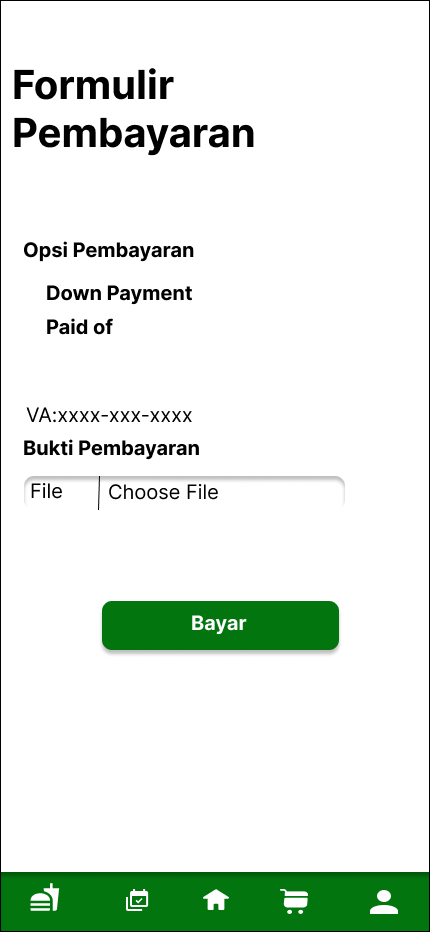 Formulir
Pembayaran
Opsi Pembayaran
Down Payment
Paid of
VA:xxxx-xxx-xxxx
Bukti Pembayaran
File Choose File
Bayar